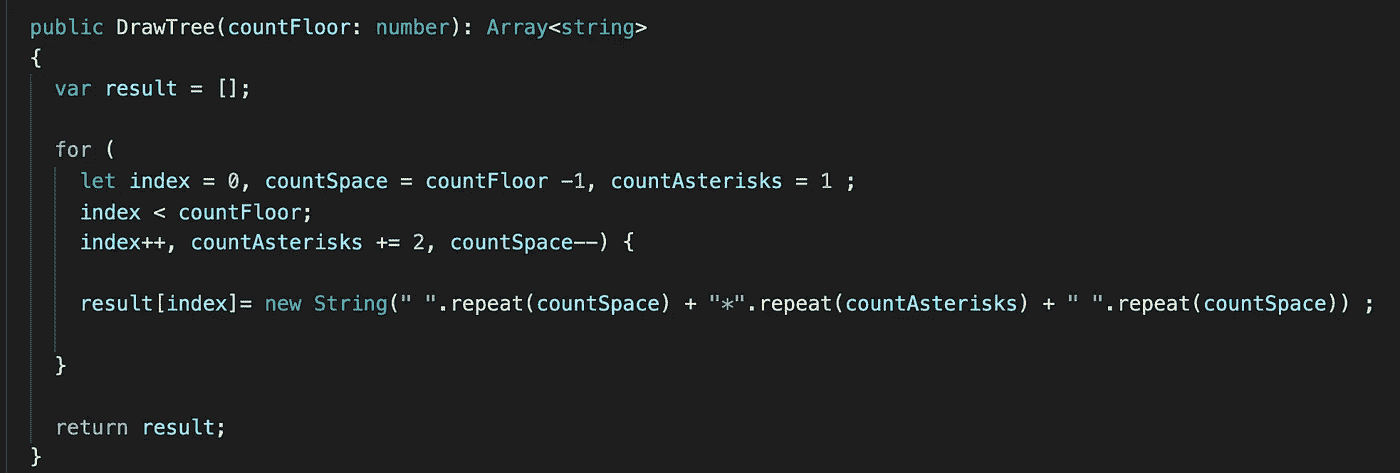 public DrawTree(countFloor: number): Array<string>
{
var result = [];
for (
let index = 0, countSpace = countFloor -1, countAsterisks = 1 ;
index < countFloor;
index++, countAsterisks += 2, countSpace--) {
result[index]= new String(" ".repeat(countSpace) + "*".repeat(countAsterisks) + " ".repeat(countSpace)) ;
}
return result;
}